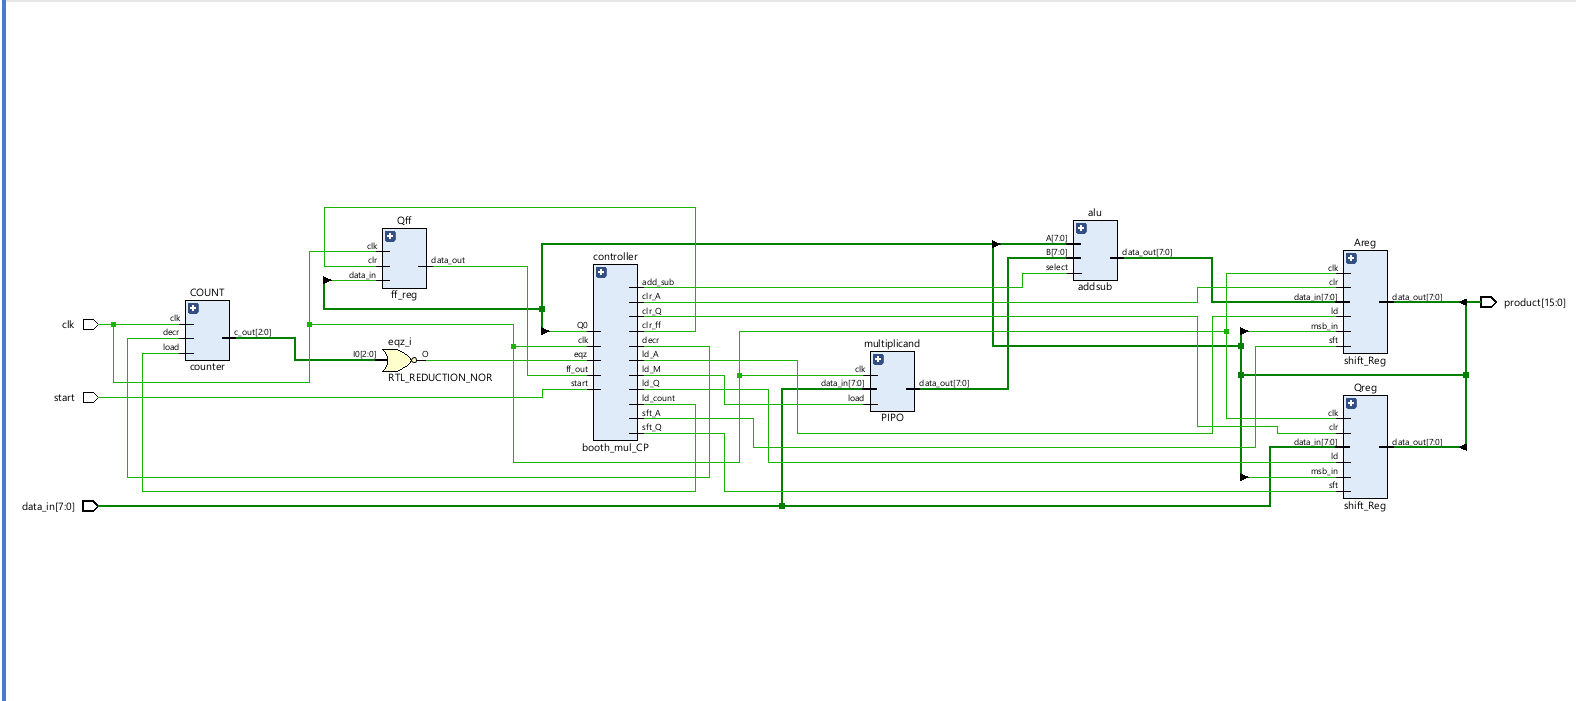 clk
start
data_in[7:0]
COUNT
clk
decr
load
c_out[2:0]
counter
Qff
clk
clr
data_in
data_out
ff_reg
eqz_i
I0[2:0]
O
RTL_REDUCTION_NOR
controller
Q0
clk
eqz
ff_out
start
add_sub
clr_A
clr_Q
clr_ff
decr
ld_A
ld_M
ld_Q
ld_count
sft_A
sft_Q
booth_mul_CP
multiplicand
clk
data_in[7:0]
load
data_out[7:0]
PIPO
alu
A[7:0]
B[7:0]
select
data_out[7:0]
addsub
Areg
clk
clr
data_in[7:0]
ld
msb_in
sft
data_out[7:0]
shift_Reg
Qreg
clk
clr
data_in[7:0]
ld
msb_in
sft
data_out[7:0]
shift_Reg
product[15:0]